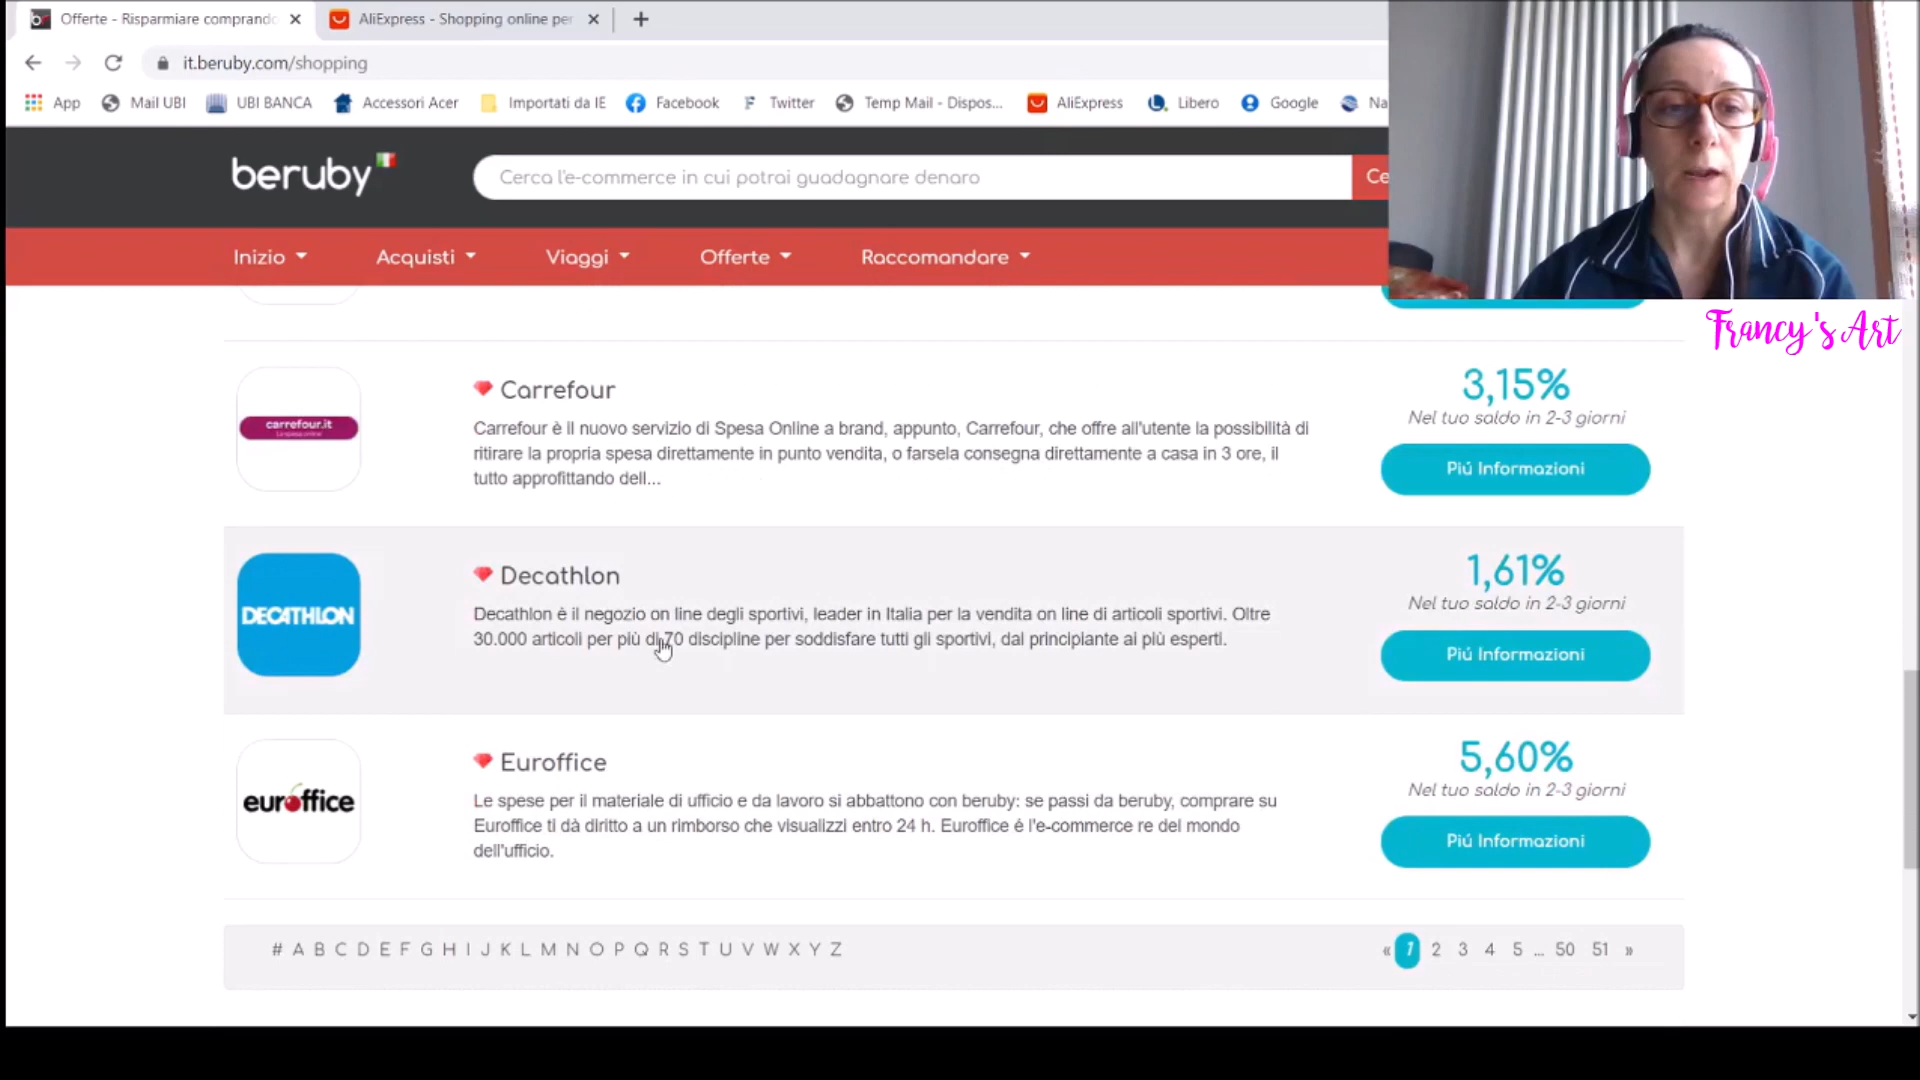 Offerte - Risparmiare comprando
AliExpress - Shopping online per
it.beruby.com/shopping
App
Mail UBI
UBI BANCA
Accessori Acer
Importati da IE
Facebook
Twitter
Temp Mail - Dispos...
AliExpress
Libero
Google
Na
beruby
Cerca l'e-commerce in cui potrai guadagnare denaro
Ce
Inizio
Acquisti
Viaggi
Offerte
Raccomandare
Francy's Art
carrefour.it
Carrefour
Carrefour è il nuovo servizio di Spesa Online a brand, appunto, Carrefour, che offre all'utente la possibilità di
ritirare la propria spesa direttamente in punto vendita, o farsela consegna direttamente a casa in 3 ore, il
tutto approfittando dell...
3,15%
Nel tuo saldo in 2-3 giorni
Piú Informazioni
DECATHLON
Decathlon
Decathlon è il negozio on line degli sportivi, leader in Italia per la vendita on line di articoli sportivi. Oltre
30.000 articoli per più di 70 discipline per soddisfare tutti gli sportivi, dal principiante ai più esperti.
1,61%
Nel tuo saldo in 2-3 giorni
Piú Informazioni
euroffice
Euroffice
Le spese per il materiale di ufficio e da lavoro si abbattono con beruby: se passi da beruby, comprare su
Euroffice ti dà diritto a un rimborso che visualizzi entro 24 h. Euroffice é l'e-commerce re del mondo
dell'ufficio.
5,60%
Nel tuo saldo in 2-3 giorni
Piú Informazioni
# A B C D E F G H I J K L M N O P Q R S T U V W X Y Z
« 1 2 3 4 5 ... 50 51 »